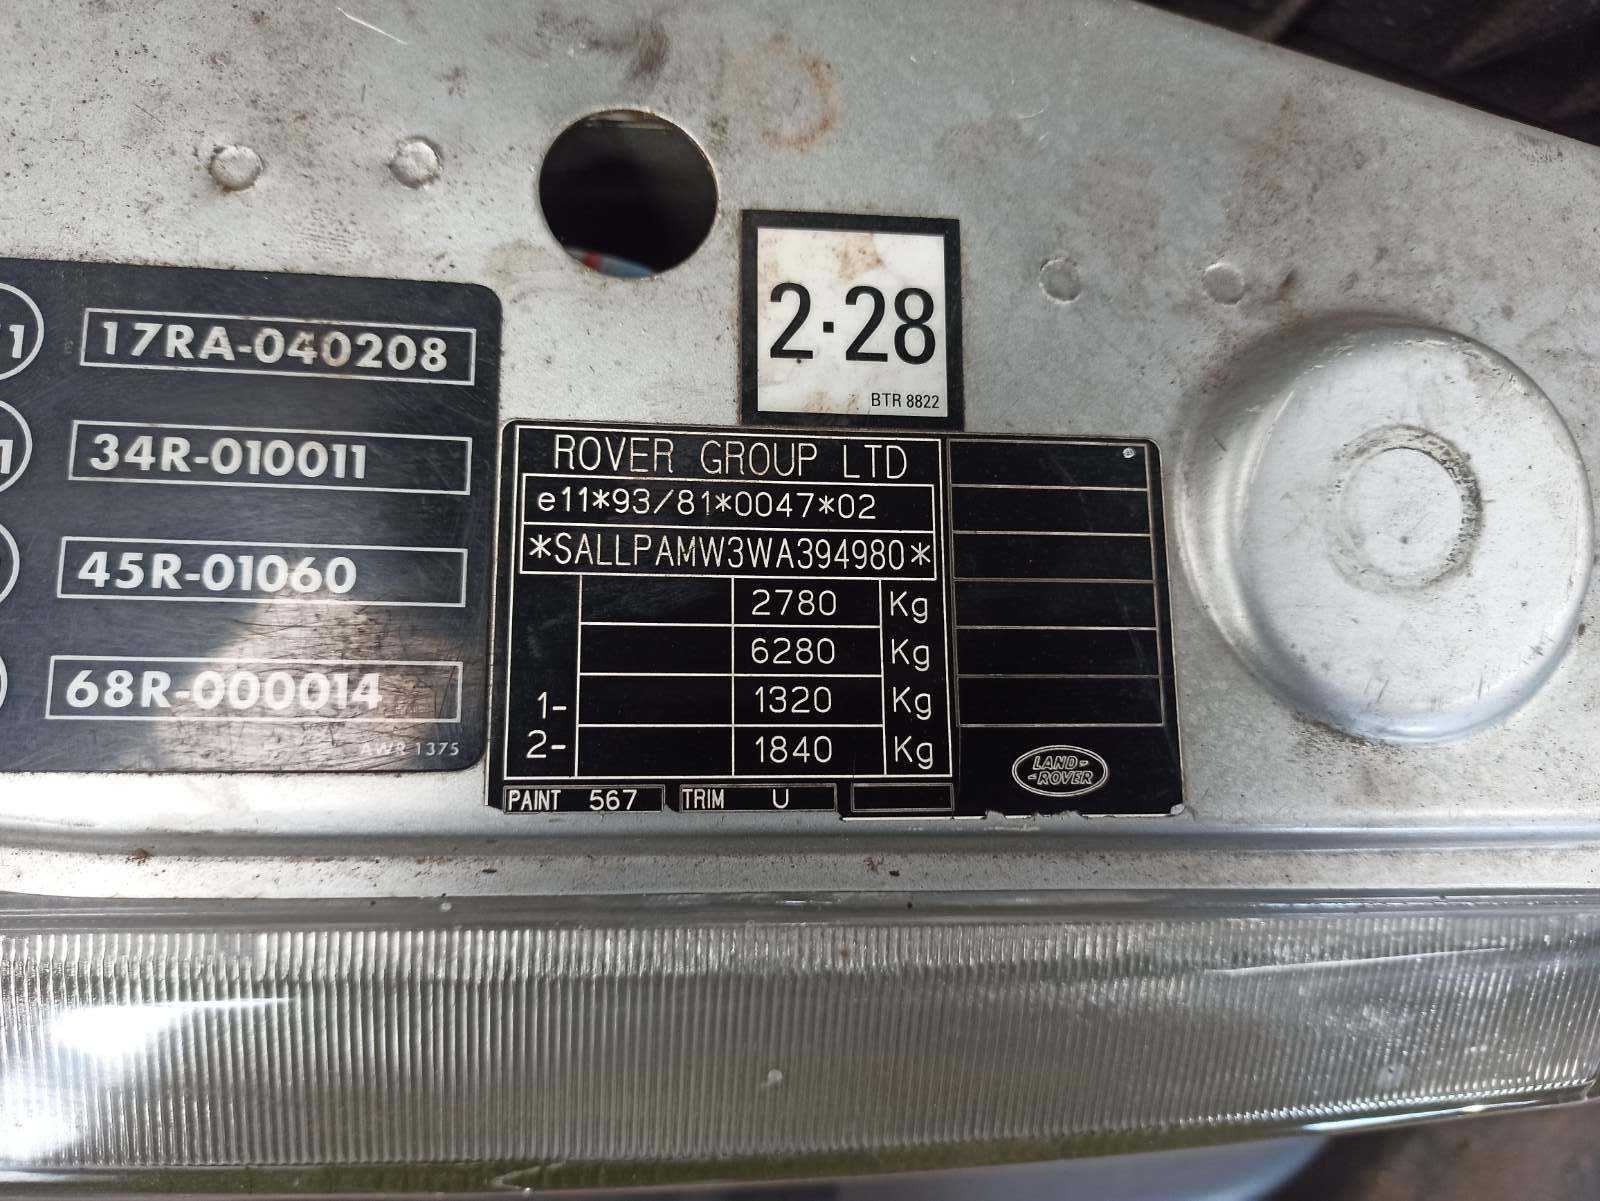 17RA-040208
34R-010011
45R-01060
68R-000014
AWR 1375
2·28
BTR 8822
ROVER GROUP LTD
e11*93/81*0047*02
*SALLPAMW3WA394980*
2780 Kg
6280 Kg
1- 1320 Kg
2- 1840 Kg
PAINT 567 TRIM U
LAND-
-ROVER